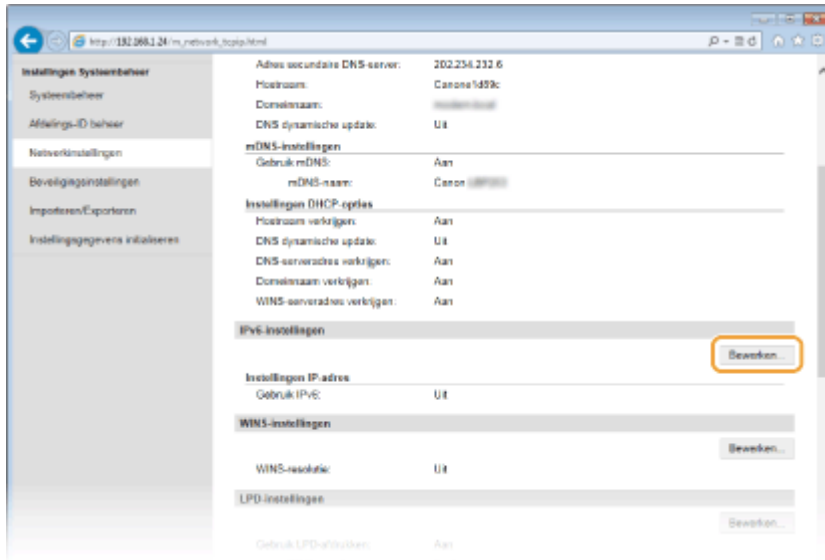 http://192.168.1.24/m_network_tcpip.html
Instellingen Systeembeheer
Systeembeheer
Afdelings-ID beheer
Netwerkinstellingen
Beveiligingsinstellingen
Importeren/Exporteren
Instellingsgegevens initialiseren
Adres secundaire DNS-server: 202.234.232.6
Hostnaam: Canone1d89c
Domeinnaam:
DNS dynamische update: Uit
mDNS-instellingen
Gebruik mDNS: Aan
mDNS-naam: Canon
Instellingen DHCP-opties
Hostnaam verkrijgen: Aan
DNS dynamische update: Uit
DNS-serveradres verkrijgen: Aan
Domeinnaam verkrijgen: Aan
WINS-serveradres verkrijgen: Aan
IPv6-instellingen
Bewerken...
Instellingen IP-adres
Gebruik IPv6: Uit
WINS-instellingen
Bewerken...
WINS-resolutie: Uit
LPD-instellingen
Bewerken...
Gebruik LPD-afdrukken: Aan